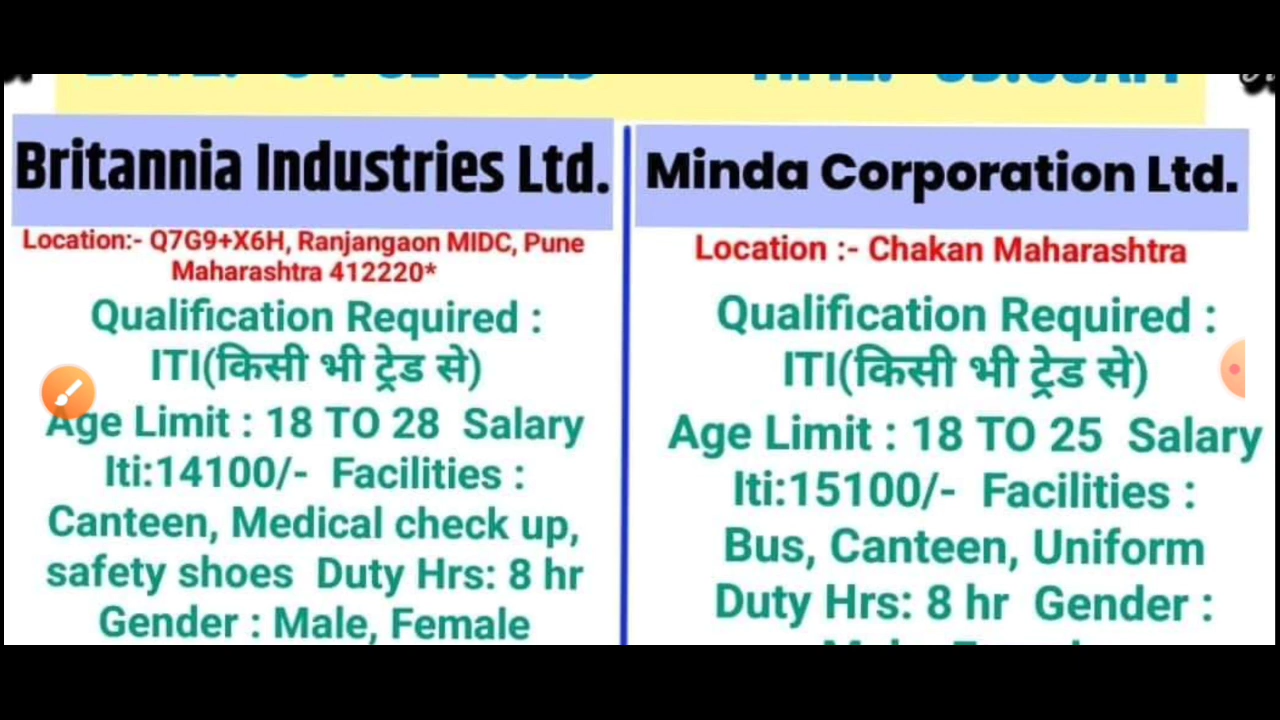 Britannia Industries Ltd.
Location:- Q7G9+X6H, Ranjangaon MIDC, Pune
Maharashtra 412220*
Qualification Required :
ITI(किसी भी ट्रेड से)
Age Limit : 18 TO 28 Salary
Iti:14100/- Facilities :
Canteen, Medical check up,
safety shoes Duty Hrs: 8 hr
Gender : Male, Female
Minda Corporation Ltd.
Location :- Chakan Maharashtra
Qualification Required :
ITI(किसी भी ट्रेड से)
Age Limit : 18 TO 25 Salary
Iti:15100/- Facilities :
Bus, Canteen, Uniform
Duty Hrs: 8 hr Gender :